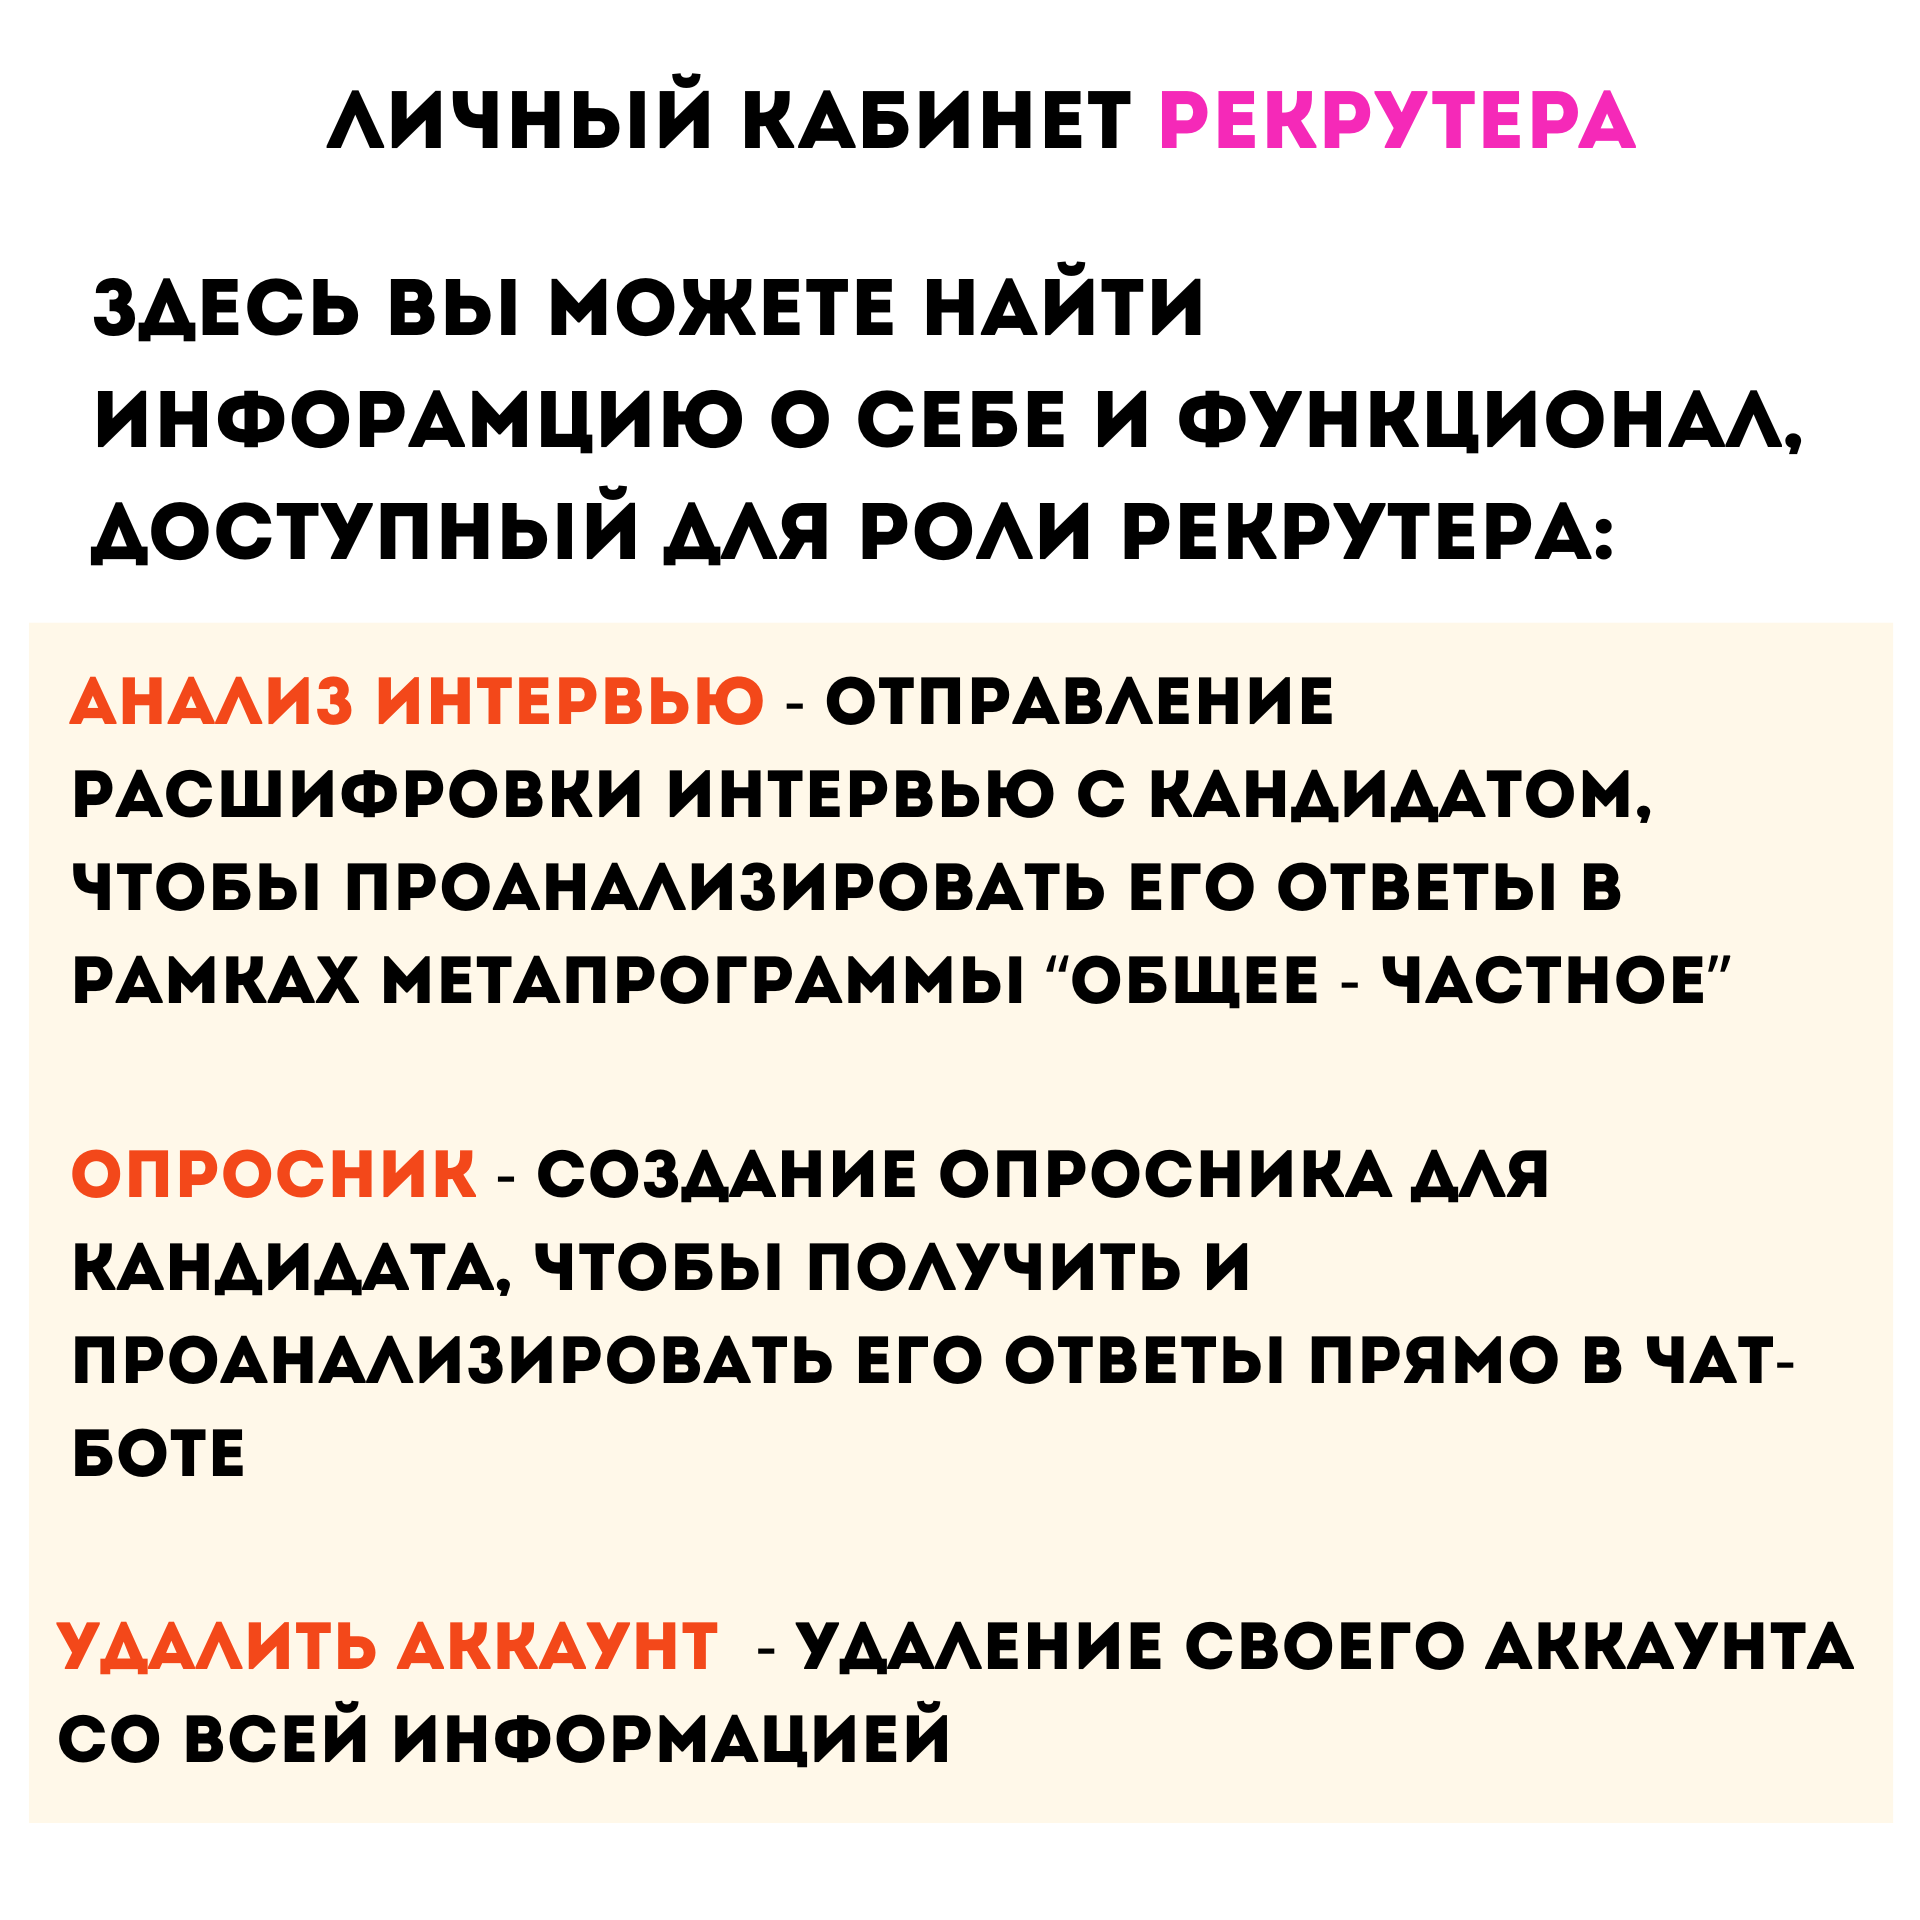 ЛИЧНЫЙ КАБИНЕТ РЕКРУТЕРА
ЗДЕСЬ ВЫ МОЖЕТЕ НАЙТИ
ИНФОРАМЦИЮ О СЕБЕ И ФУНКЦИОНАЛ,
ДОСТУПНЫЙ ДЛЯ РОЛИ РЕКРУТЕРА:
АНАЛИЗ ИНТЕРВЬЮ - ОТПРАВЛЕНИЕ
РАСШИФРОВКИ ИНТЕРВЬЮ С КАНДИДАТОМ,
ЧТОБЫ ПРОАНАЛИЗИРОВАТЬ ЕГО ОТВЕТЫ В
РАМКАХ МЕТАПРОГРАММЫ “ОБЩЕЕ - ЧАСТНОЕ”
ОПРОСНИК - СОЗДАНИЕ ОПРОСНИКА ДЛЯ
КАНДИДАТА, ЧТОБЫ ПОЛУЧИТЬ И
ПРОАНАЛИЗИРОВАТЬ ЕГО ОТВЕТЫ ПРЯМО В ЧАТ-
БОТЕ
УДАЛИТЬ АККАУНТ - УДАЛЕНИЕ СВОЕГО АККАУНТА
СО ВСЕЙ ИНФОРМАЦИЕЙ